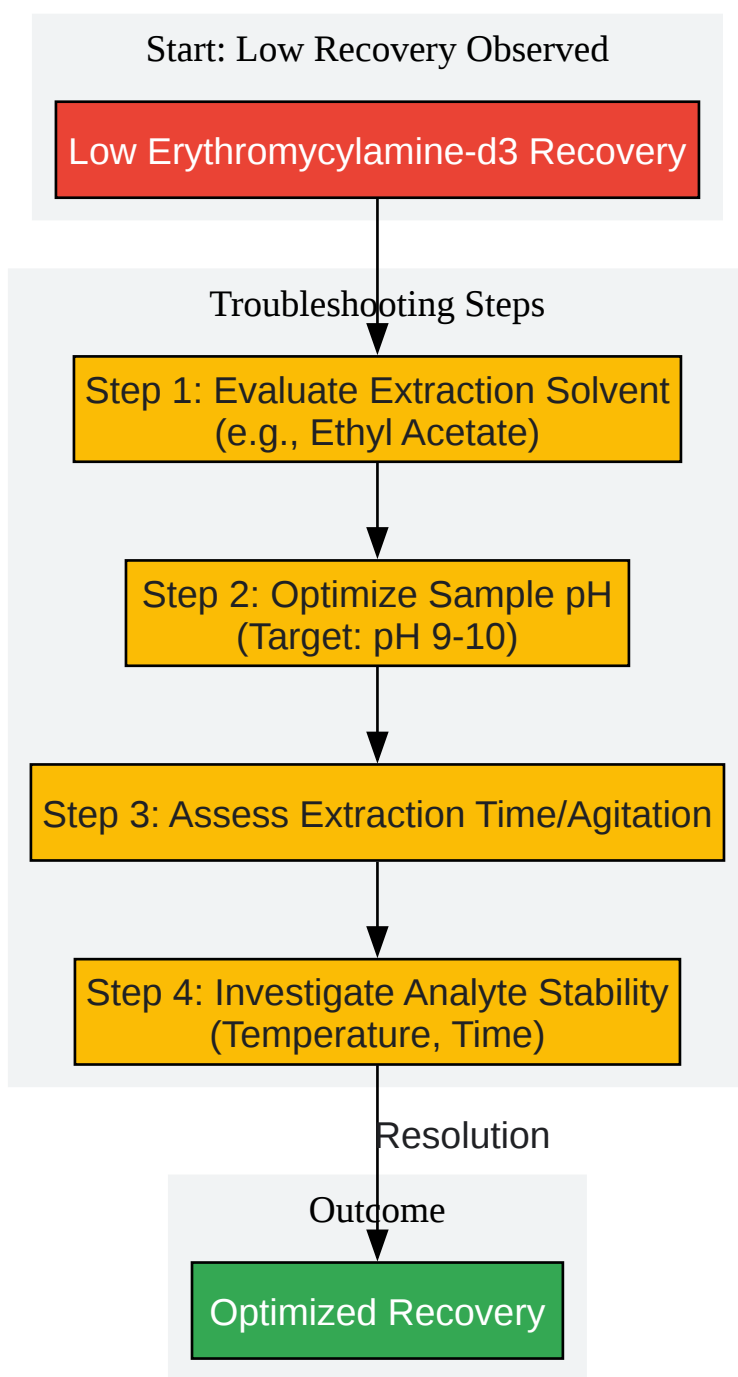 Start: Low Recovery Observed
Low Erythromycylamine-d3 Recovery
Troubleshooting Steps
Step 1: Evaluate Extraction Solvent
(e.g., Ethyl Acetate)
Step 2: Optimize Sample pH
(Target: pH 9-10)
Step 3: Assess Extraction Time/Agitation
Step 4: Investigate Analyte Stability
(Temperature, Time)
Resolution
Outcome
Optimized Recovery